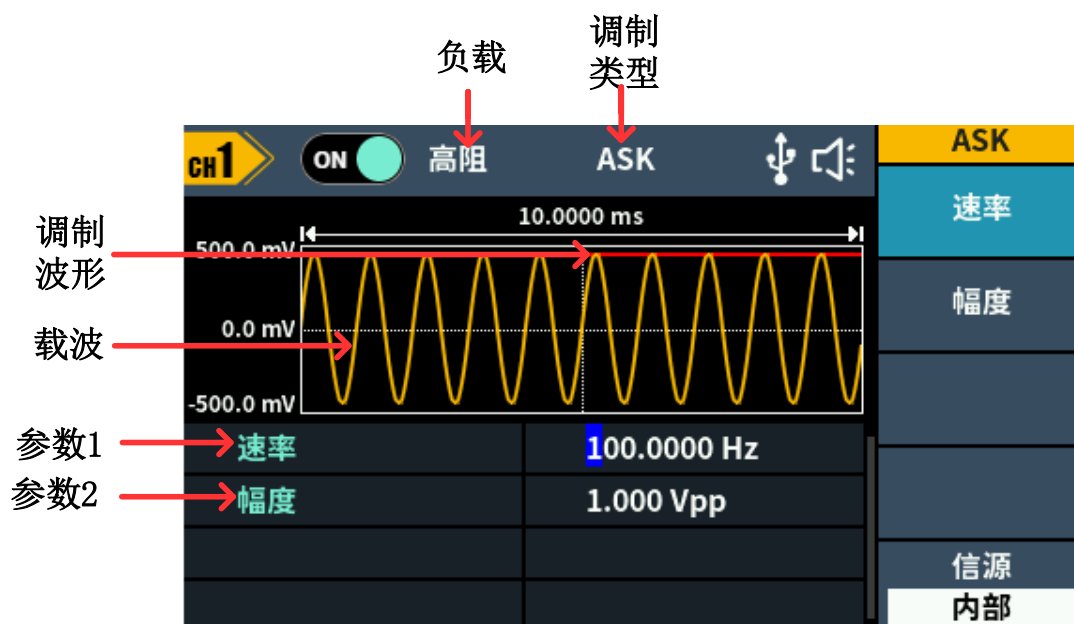 负载
调制
类型
CH1
ON
高阻
ASK
ASK
速率
幅度
信源
内部
10.0000 ms
500.0 mV
0.0 mV
-500.0 mV
调制
波形
载波
参数1
速率
100.0000 Hz
参数2
幅度
1.000 Vpp